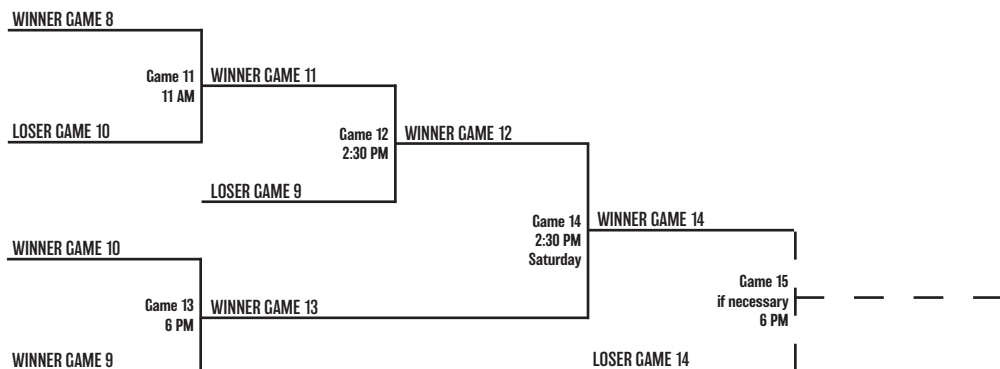 WINNER GAME 8
Game 11
11 AM
WINNER GAME 11
LOSER GAME 10
Game 12
2:30 PM
WINNER GAME 12
LOSER GAME 9
Game 14
2:30 PM
Saturday
WINNER GAME 14
WINNER GAME 10
Game 13
6 PM
WINNER GAME 13
Game 15
if necessary
6 PM
WINNER GAME 9
LOSER GAME 14